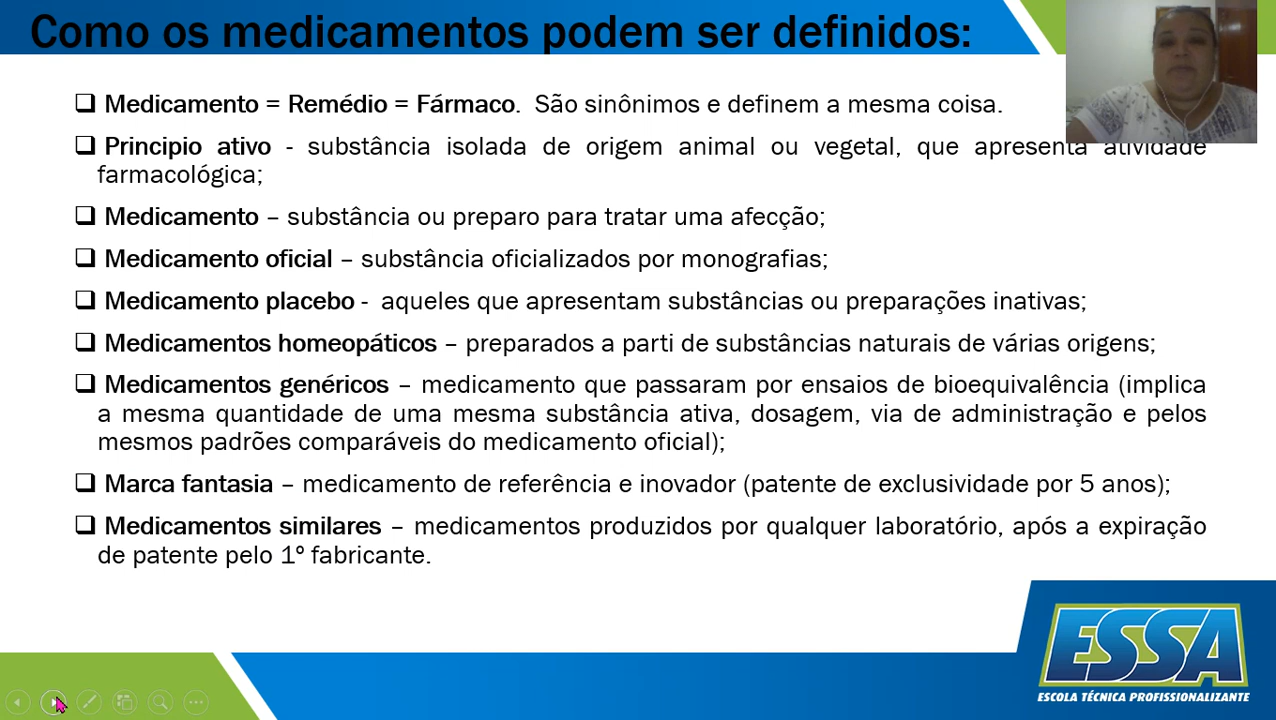 Como os medicamentos podem ser definidos:
❑ Medicamento = Remédio = Fármaco. São sinônimos e definem a mesma coisa.
❑ Principio ativo - substância isolada de origem animal ou vegetal, que apresenta atividade
farmacológica;
❑ Medicamento – substância ou preparo para tratar uma afecção;
❑ Medicamento oficial – substância oficializados por monografias;
❑ Medicamento placebo - aqueles que apresentam substâncias ou preparações inativas;
❑ Medicamentos homeopáticos – preparados a parti de substâncias naturais de várias origens;
❑ Medicamentos genéricos – medicamento que passaram por ensaios de bioequivalência (implica
a mesma quantidade de uma mesma substância ativa, dosagem, via de administração e pelos
mesmos padrões comparáveis do medicamento oficial);
❑ Marca fantasia – medicamento de referência e inovador (patente de exclusividade por 5 anos);
❑ Medicamentos similares – medicamentos produzidos por qualquer laboratório, após a expiração
de patente pelo 1º fabricante.
ESSA
ESCOLA TÉCNICA PROFISSIONALIZANTE